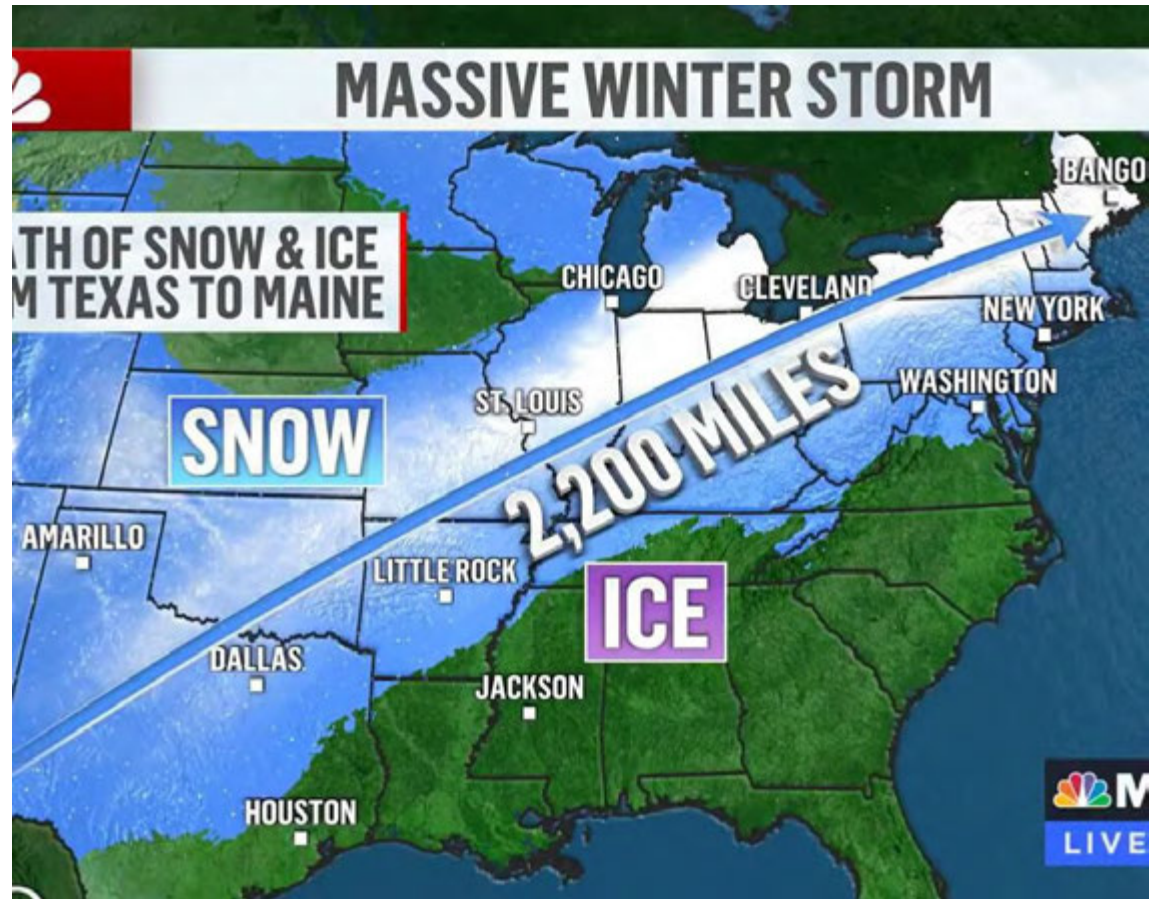 MASSIVE WINTER STORM
ATH OF SNOW & ICE
M TEXAS TO MAINE
BANGO
CHICAGO
CLEVELAND
NEW YORK
ST. LOUIS
WASHINGTON
SNOW
2,200 MILES
AMARILLO
LITTLE ROCK
ICE
DALLAS
JACKSON
HOUSTON
M
LIVE